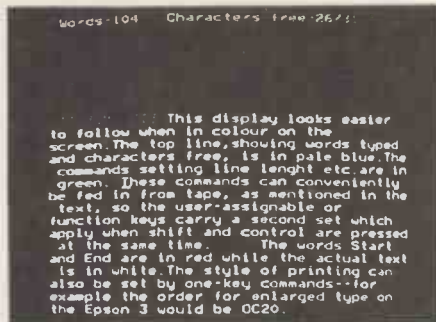 Words-104 Characters free-26
This display looks easier
to follow when in colour on the
screen.The top line,showing words typed
and characters free, is in pale blue.The
commands setting line lenght etc.are in
green. These commands can conveniently
be fed in from tape, as mentioned in the
text, so the user-assignable or
function keys carry a second set which
apply when shift and control are pressed
at the same time. The words Start
and End are in red while the actual text
is in white.The style of printing can
also be set by one-key commands--for
example the order for enlarged type on
the Epson 3 would be OC20.